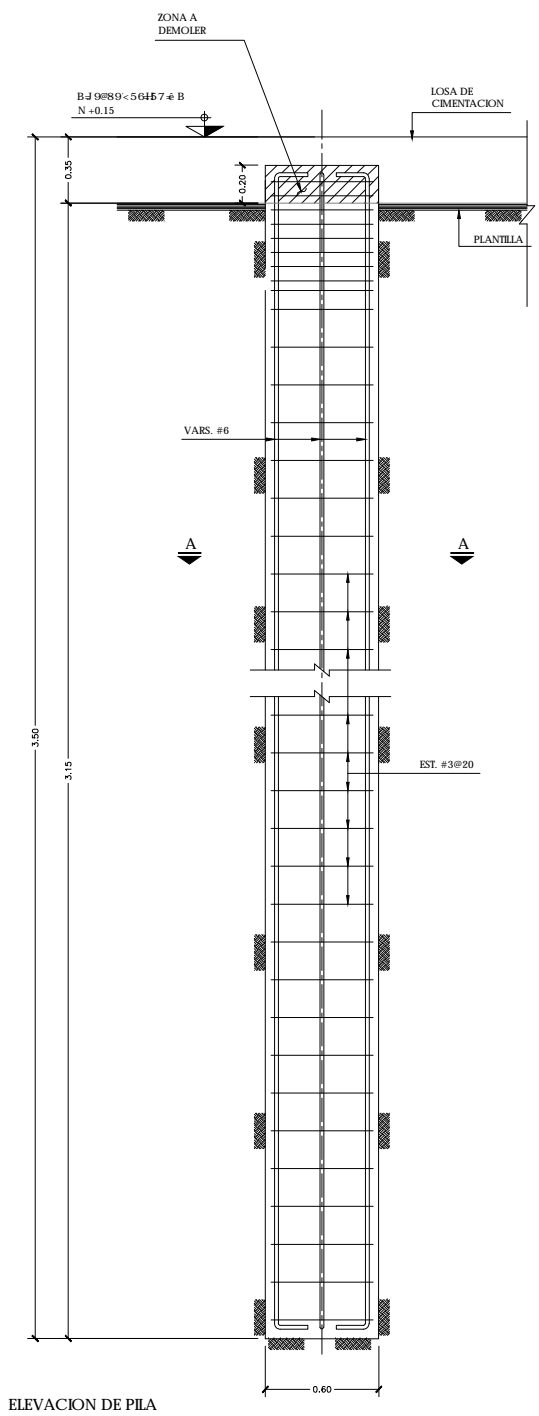 ZONA A
DEMOLER
LOSA DE
CIMENTACION
N +0.15
0.35
0.20
PLANTILLA
VARS. #6
A
A
3.50
3.15
EST. #3@20
0.60
ELEVACION DE PILA